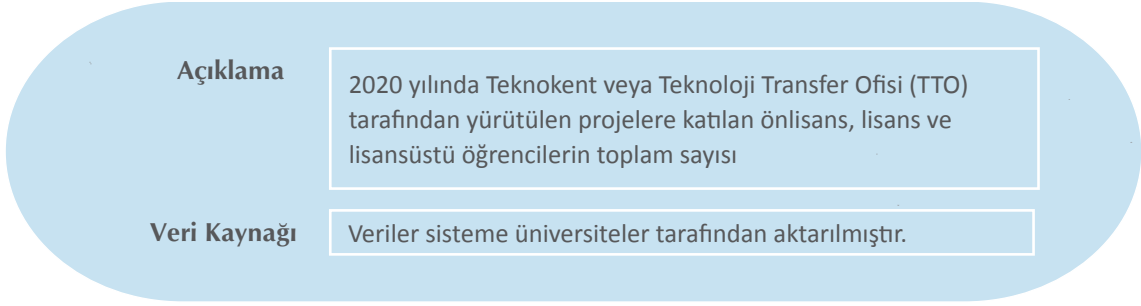 Açıklama
2020 yılında Teknokent veya Teknoloji Transfer Ofisi (TTO)
tarafından yürütülen projelere katılan önlisans, lisans ve
lisansüstü öğrencilerin toplam sayısı
Veri Kaynağı
Veriler sisteme üniversiteler tarafından aktarılmıştır.